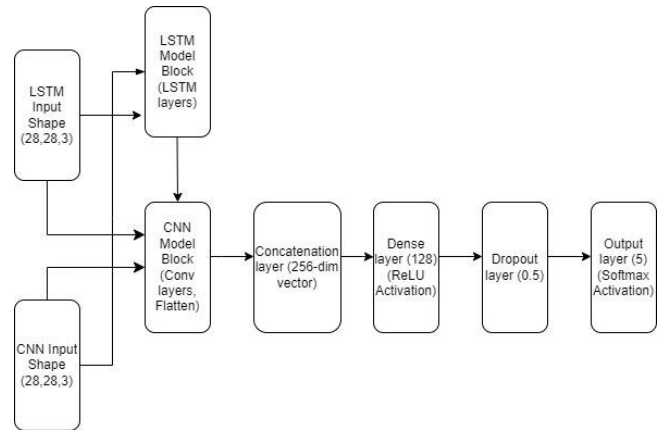 LSTM
Model
Block
(LSTM
layers)
LSTM
Input
Shape
(28,28,3)
CNN
Model
Block
(Conv
layers,
Flatten)
Concatenation
layer (256-dim
vector)
Dense
layer (128)
(ReLU
Activation)
Dropout
layer (0.5)
Output
layer (5)
(Softmax
Activation)
CNN Input
Shape
(28,28,3)